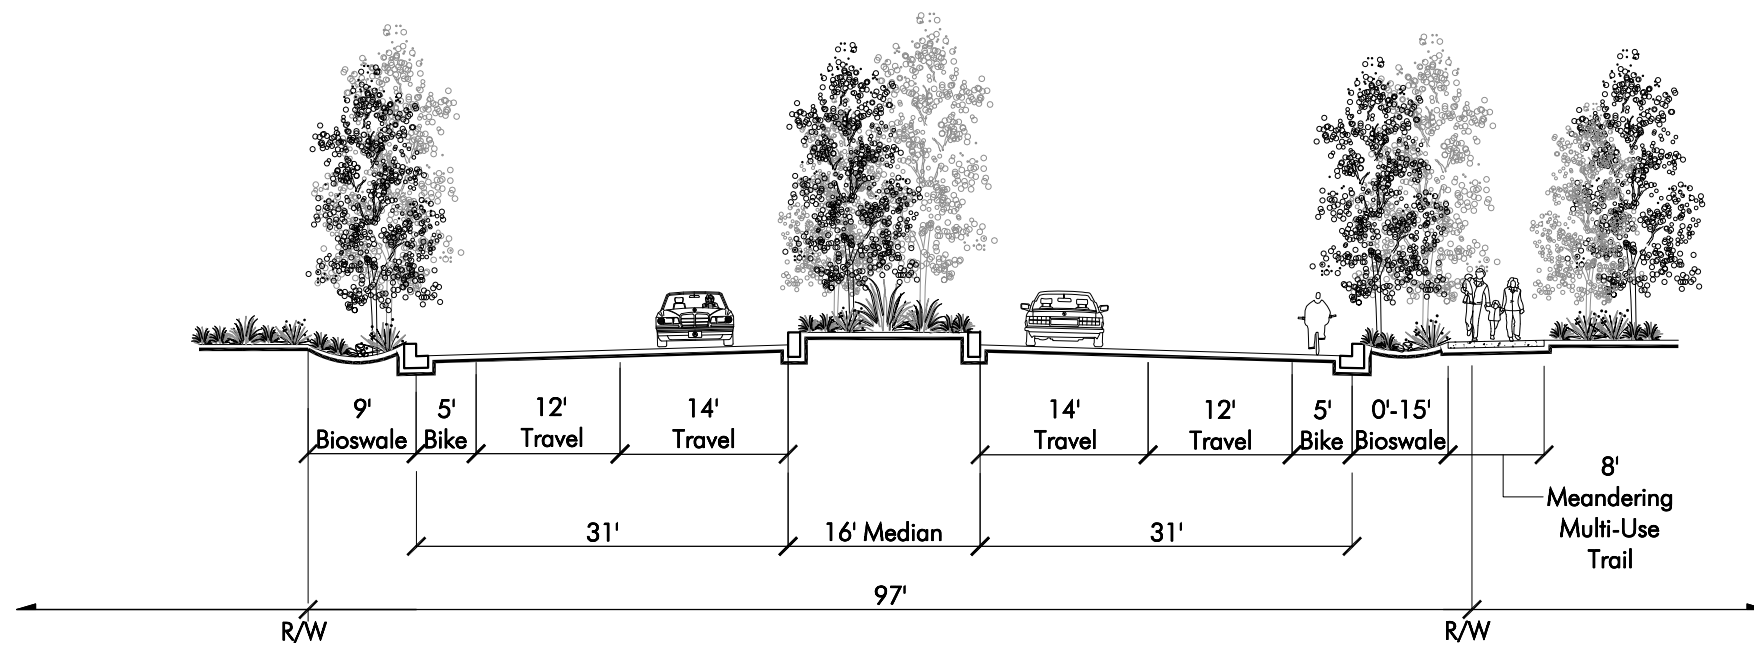 9' 5' 12' 14' 14' 12' 5' 0'-15'
Bioswale Bike Travel Travel Travel Travel Bike Bioswale
8'
Meandering
Multi-Use
Trail
31' 16' Median 31'
97'
R/W R/W